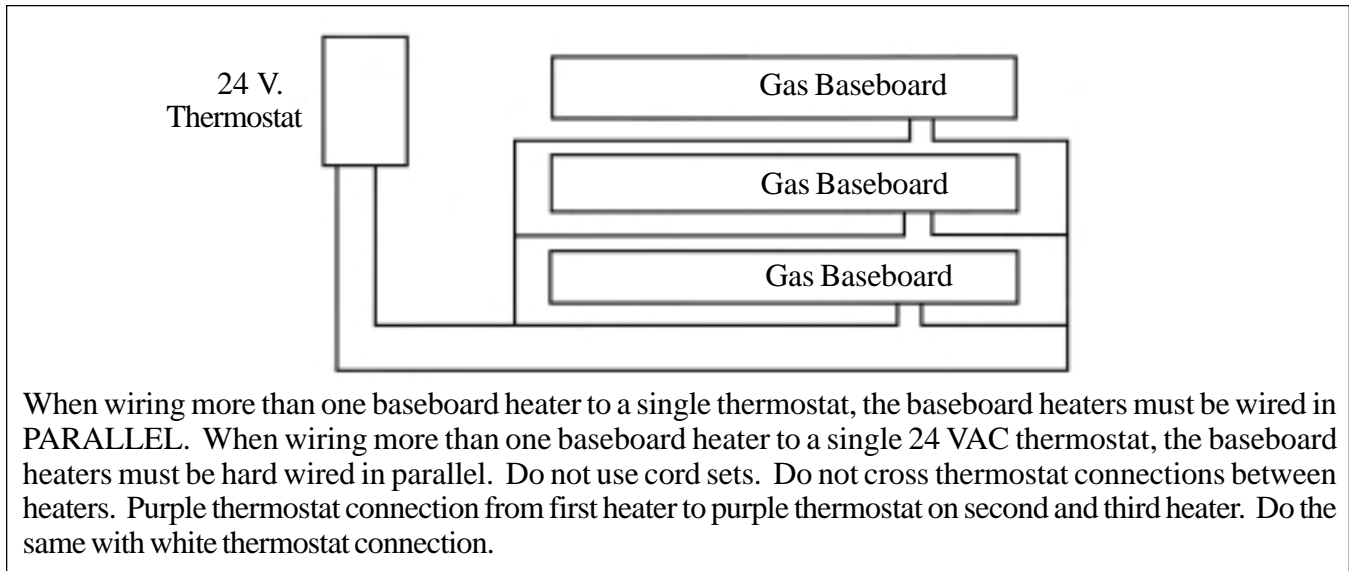 24 V.
Thermostat
Gas Baseboard
Gas Baseboard
Gas Baseboard
When wiring more than one baseboard heater to a single thermostat, the baseboard heaters must be wired in
PARALLEL. When wiring more than one baseboard heater to a single 24 VAC thermostat, the baseboard
heaters must be hard wired in parallel. Do not use cord sets. Do not cross thermostat connections between
heaters. Purple thermostat connection from first heater to purple thermostat on second and third heater. Do the
same with white thermostat connection.